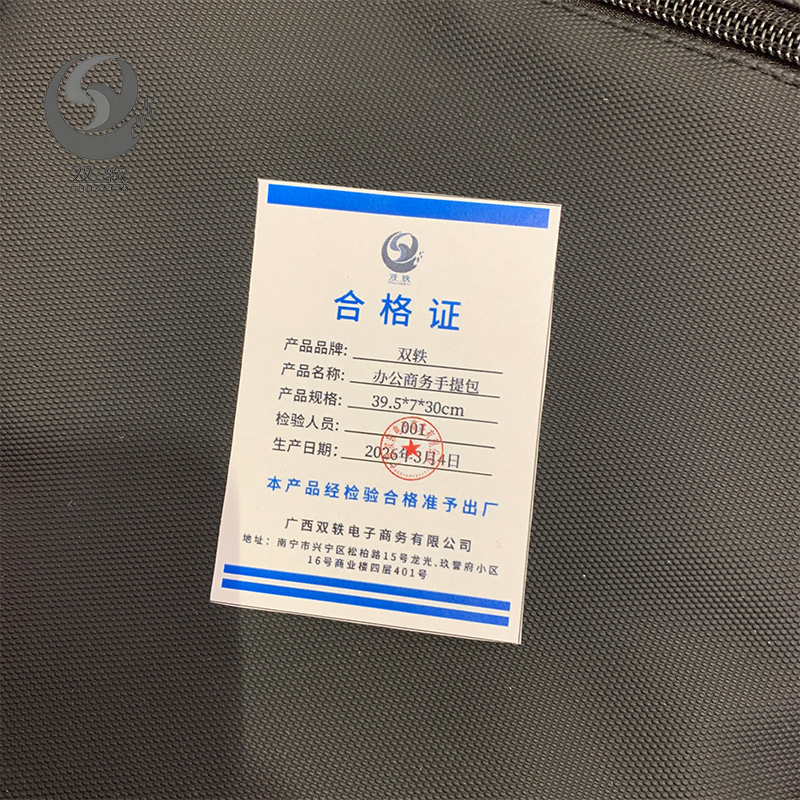 双轶
双轶
合格证
产品品牌: 双轶
产品名称: 办公商务手提包
产品规格: 39.5*7*30cm
检验人员: 001
生产日期: 2026年3月4日
本产品经检验合格准予出厂
广西双轶电子商务有限公司
地址: 南宁市兴宁区松柏路15号龙光.玖誉府小区
16号商业楼四层401号